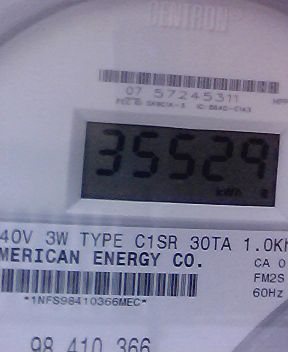 CENTRON®
07 57245311
35529
kWh
40V 3W TYPE C1SR 30TA 1.0Kh
MERICAN ENERGY CO.
CA 0
FM2S
60Hz
*1NFS98410366MEC*
98 410 366